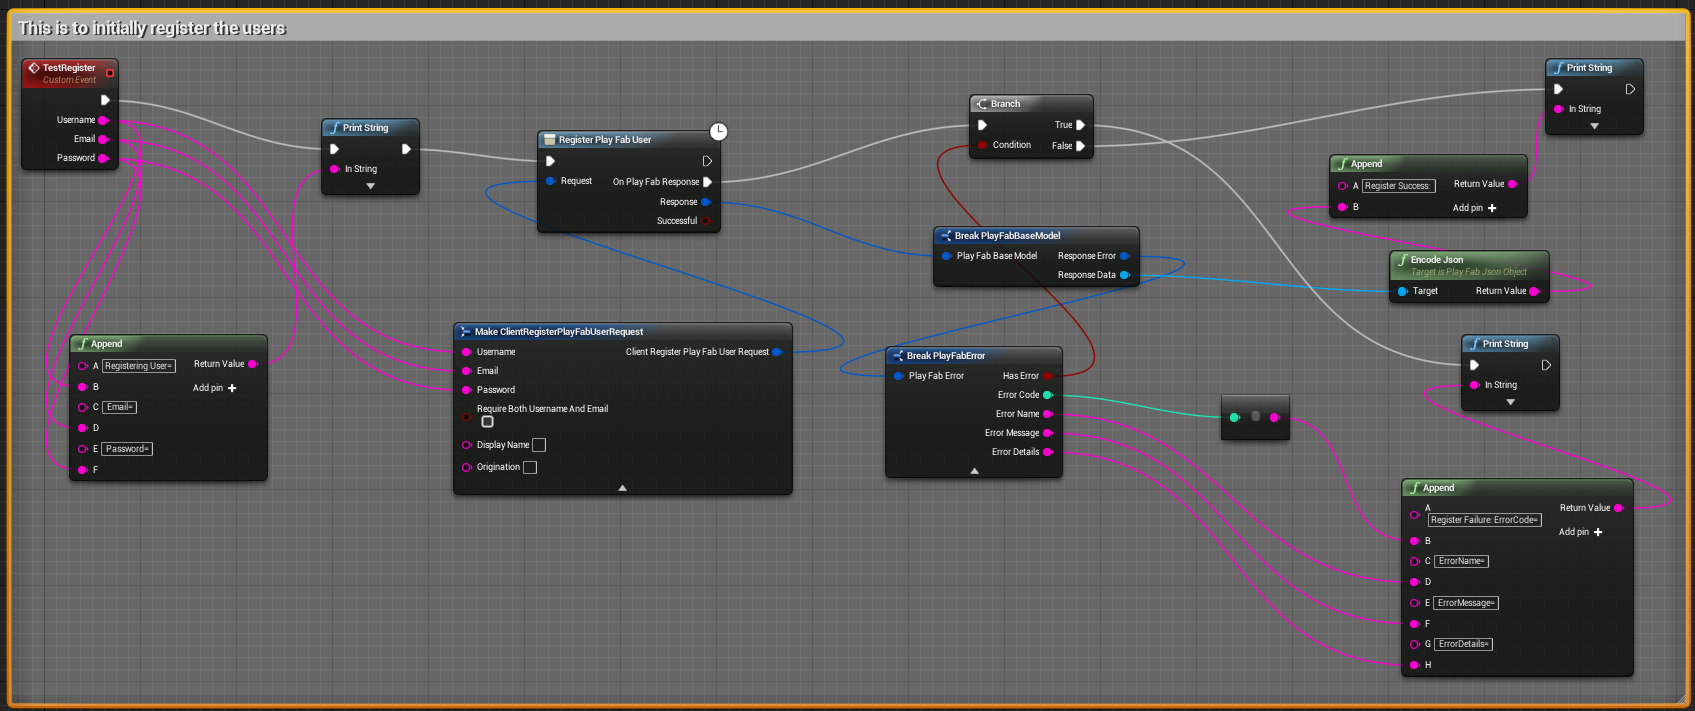 This is to initially register the users
TestRegister
Custom Event
Username
Email
Password
Print String
In String
Register Play Fab User
Request
On Play Fab Response
Response
Successful
Branch
True
Condition
False
Print String
In String
Append
A Register Success:
Return Value
B
Add pin +
Break PlayFabBaseModel
Play Fab Base Model
Response Error
Response Data
Encode Json
Target is Play Fab Json Object
Target
Return Value
Append
A Registering User=
Return Value
B
Add pin +
C Email=
D
E Password=
F
Make ClientRegisterPlayFabUserRequest
Username
Client Register Play Fab User Request
Email
Password
Require Both Username And Email
Display Name
Origination
Break PlayFabError
Play Fab Error
Has Error
Error Code
Error Name
Error Message
Error Details
Print String
In String
Append
A
Register Failure: ErrorCode=
Return Value
Add pin +
B
C ErrorName=
D
E ErrorMessage=
F
G ErrorDetails=
H